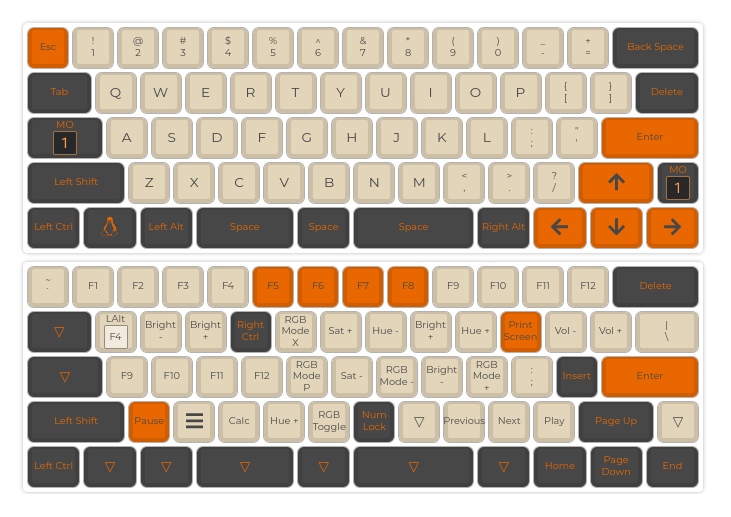 Esc ! @ # $ % ^ & * ( ) _ + Back Space
1 2 3 4 5 6 7 8 9 0 - =
Tab Q W E R T Y U I O P { } Delete
[ ]
MO A S D F G H J K L : " Enter
1 ; '
Left Shift Z X C V B N M < > ? ↑ MO
, . / 1
Left Ctrl Left Alt Space Space Space Right Alt ← ↓ →
~ F1 F2 F3 F4 F5 F6 F7 F8 F9 F10 F11 F12 Delete
▽ LAlt Bright Bright Right RGB Sat + Hue - Bright Hue + Print Vol - Vol + |
F4 - + Ctrl Mode + Screen \
X
▽ F9 F10 F11 F12 RGB Sat - RGB Bright RGB : Insert Enter
Mode Mode - - Mode ;
P +
Left Shift Pause ☰ Calc Hue + RGB Num ▽ Previous Next Play Page Up ▽
Toggle Lock
Left Ctrl ▽ ▽ ▽ ▽ ▽ ▽ Home Page End
Down